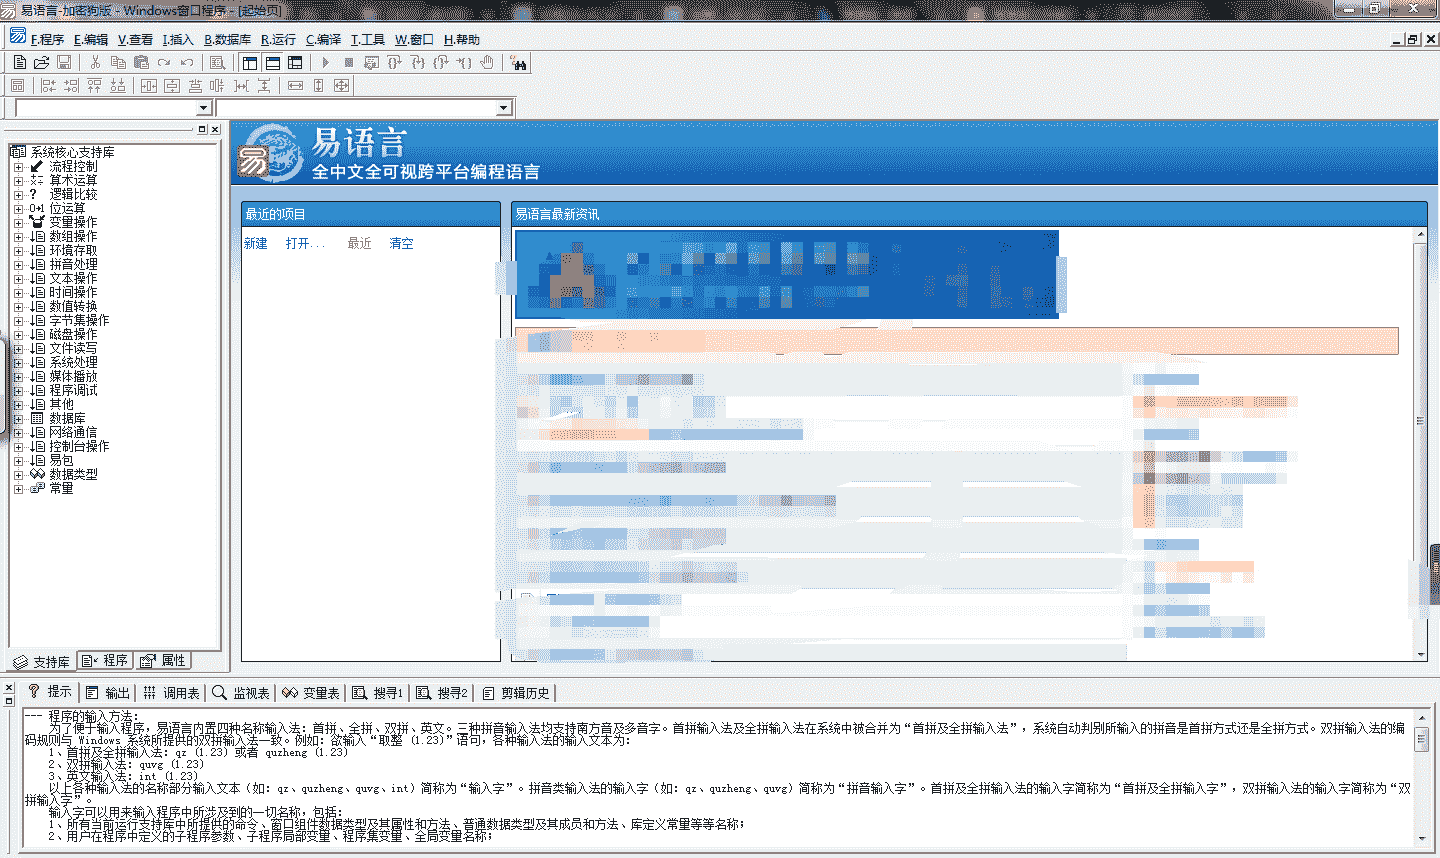 易语言-加密狗版 - Windows窗口程序 - [起始页]
F.程序 E.编辑 V.查看 I.插入 B.数据库 R.运行 C.编译 T.工具 W.窗口 H.帮助
系统核心支持库
流程控制
算术运算
逻辑比较
位运算
变量操作
数组操作
环境存取
拼音处理
文本操作
时间操作
数值转换
字节集操作
磁盘操作
文件读写
系统处理
媒体播放
程序调试
其他
数据库
网络通信
控制台操作
易包
数据类型
常量
支持库 程序 属性
易语言
全中文全可视跨平台编程语言
最近的项目
新建 打开... 最近 清空
易语言最新资讯
提示 输出 调用表 监视表 变量表 搜寻1 搜寻2 剪辑历史
--- 程序的输入方法:
为了便于输入程序，易语言内置四种名称输入法：首拼、全拼、双拼、英文。三种拼音输入法均支持南方音及多音字。首拼输入法及全拼输入法在系统中被合并为“首拼及全拼输入法”，系统自动判别所输入的拼音是首拼方式还是全拼方式。双拼输入法的编
码规则与 Windows 系统所提供的双拼输入法一致。例如：欲输入“取整 (1.23)”语句，各种输入法的输入文本为：
1、首拼及全拼输入法：qz (1.23) 或者 quzheng (1.23)
2、双拼输入法：quvg (1.23)
3、英文输入法：int (1.23)
以上各种输入法的名称部分输入文本（如：qz、quzheng、quvg、int）简称为“输入字”。拼音类输入法的输入字（如：qz、quzheng、quvg）简称为“拼音输入字”。首拼及全拼输入法的输入字简称为“首拼及全拼输入字”，双拼输入法的输入字简称为“双
拼输入字”。
输入字可以用来输入程序中所涉及到的一切名称，包括：
1、所有当前运行支持库中所提供的命令、窗口组件数据类型及其属性和方法、普通数据类型及其成员和方法、库定义常量等等名称；
2、用户在程序中定义的子程序参数、子程序局部变量、程序集变量、全局变量名称；